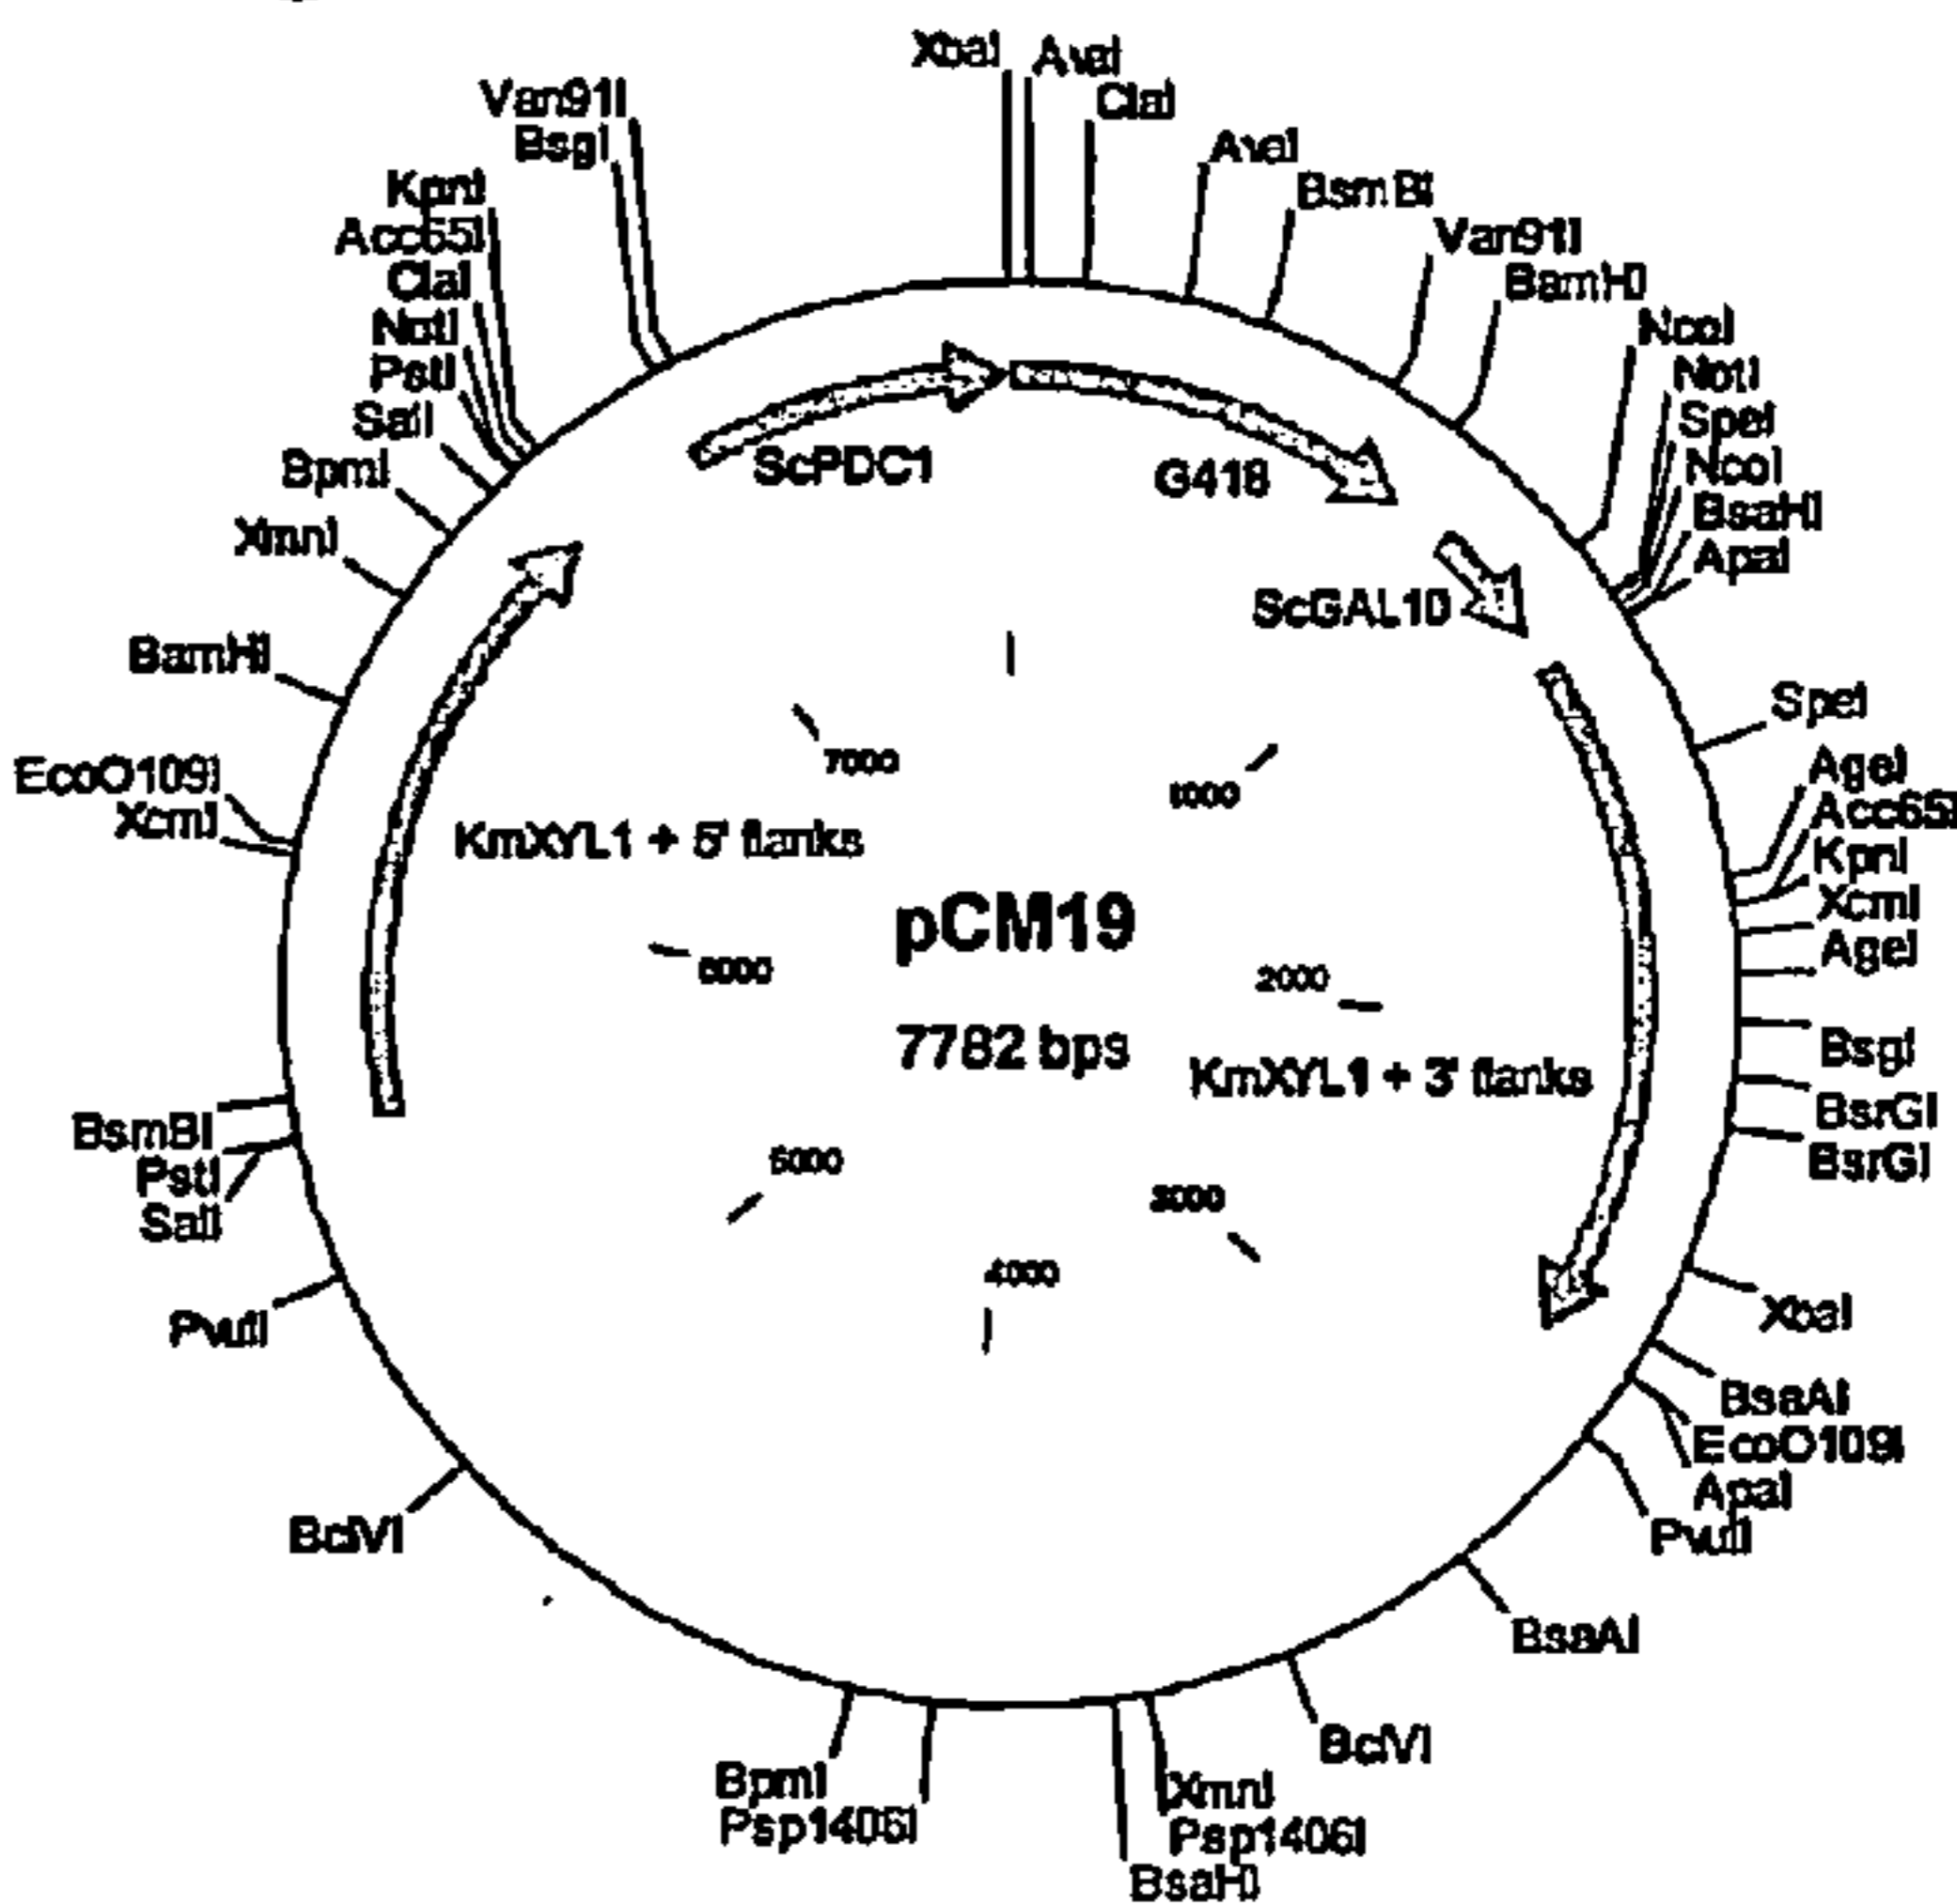 XbaI
AvaI
ClaI
AvaI
BsmBI
Van91I
BamHI
NcoI
NotI
SpeI
NcoI
BsaHI
ApaI
SpeI
AgeI
Acc65I
KpnI
XcmI
AgeI
BsgI
BsrGI
BsrGI
XbaI
BsaAI
EcoO109I
ApaI
PvuII
BsaAI
BciVI
XmnI
Psp1406I
BsaHI
Psp1406I
BpmI
BciVI
PvuII
SalI
PstI
BsmBI
XcmI
EcoO109I
BamHI
XmnI
BpmI
SalI
PstI
NotI
ClaI
Acc65I
KpnI
BsgI
Van91I
ScPDC1
G418
ScGAL10
KmXYL1 + 5' flanks
KmXYL1 + 3' flanks
pCM19
7782 bps
1000
2000
3000
4000
5000
6000
7000